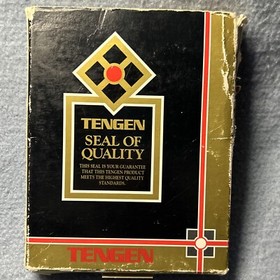 TENGEN
SEAL OF
QUALITY
THIS SEAL IS YOUR GUARANTEE
THAT THIS TENGEN PRODUCT
MEETS THE HIGHEST QUALITY
STANDARDS.
TENGEN